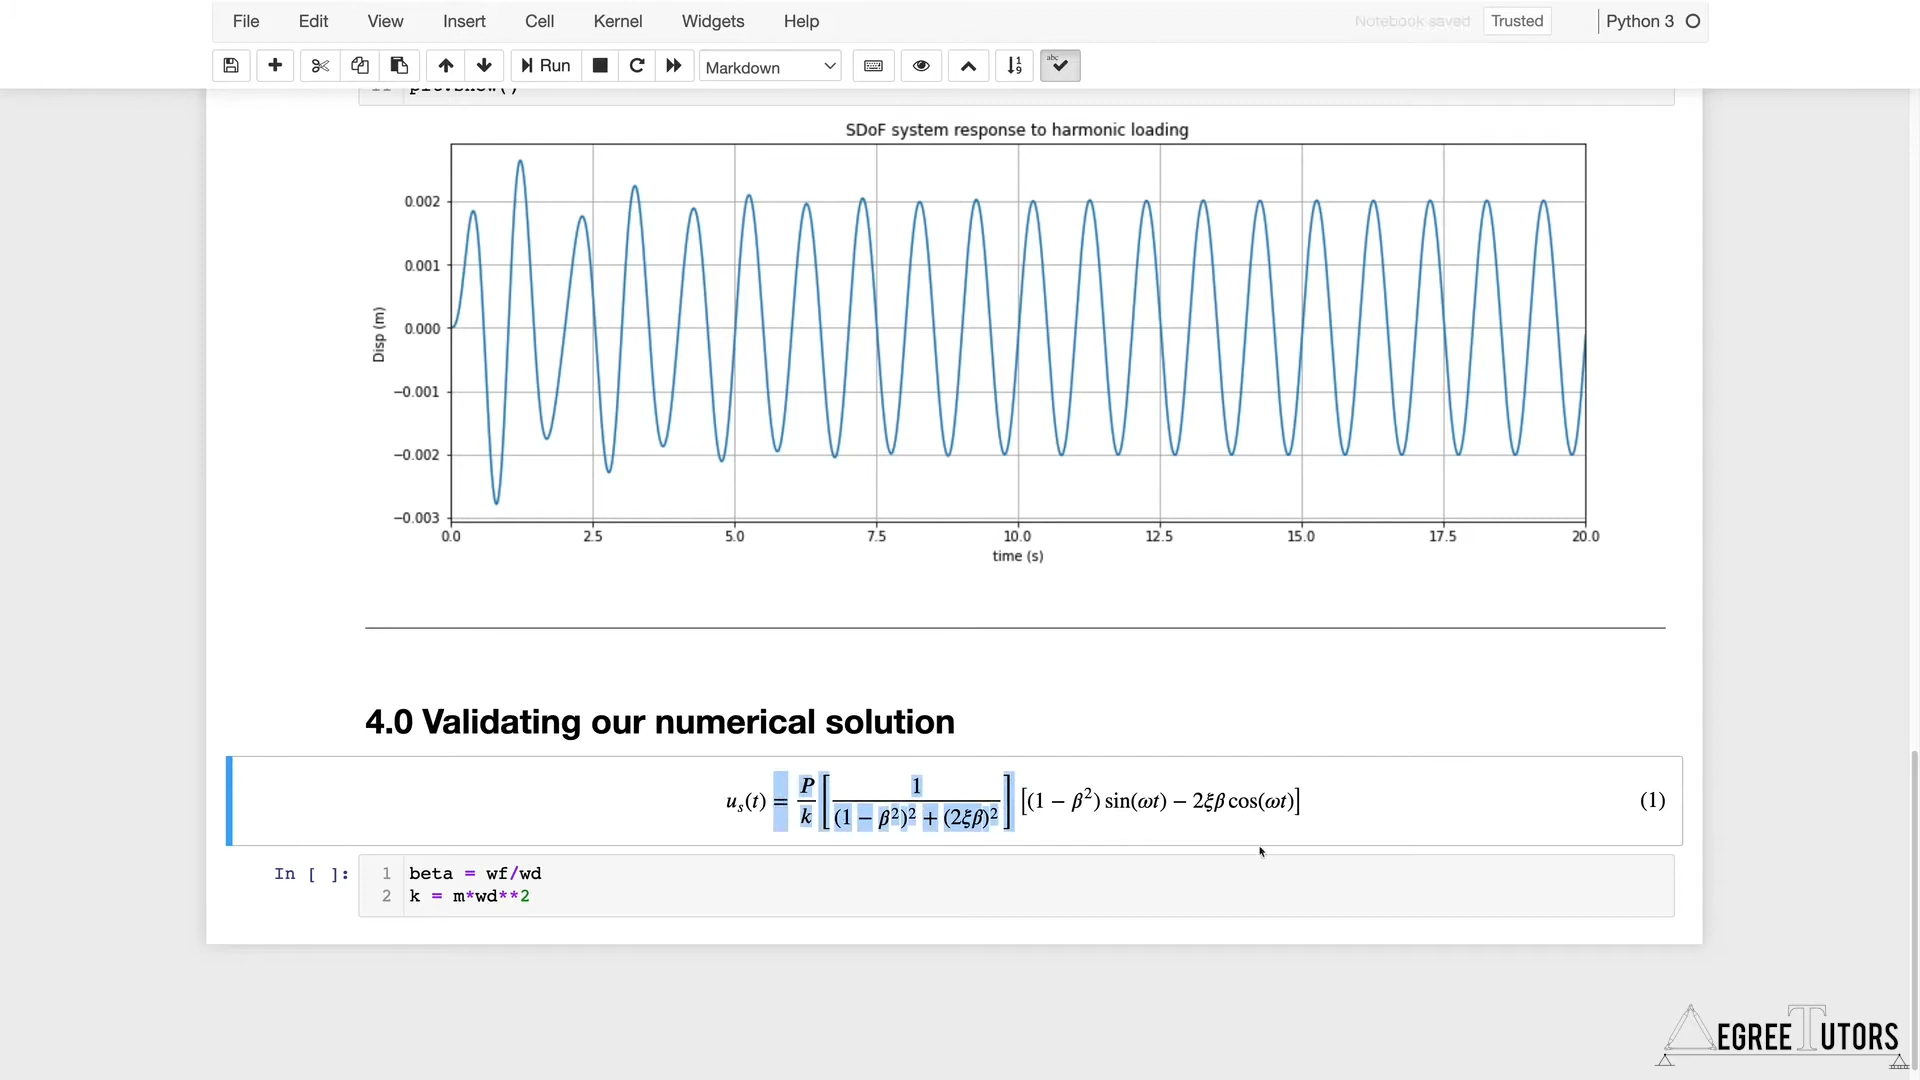 File Edit View Insert Cell Kernel Widgets Help Notebook saved Trusted Python 3
Run Markdown abc
SDoF system response to harmonic loading
0.002
0.001
0.000
−0.001
−0.002
−0.003
Disp (m)
0.0 2.5 5.0 7.5 10.0 12.5 15.0 17.5 20.0
time (s)
4.0 Validating our numerical solution
u_s(t) = P/k [1/((1 − β²)² + (2ξβ)²)] [(1 − β²) sin(ωt) − 2ξβ cos(ωt)] (1)
In [ ]: 1 beta = wf/wd
2 k = m*wd**2
DEGREE TUTORS